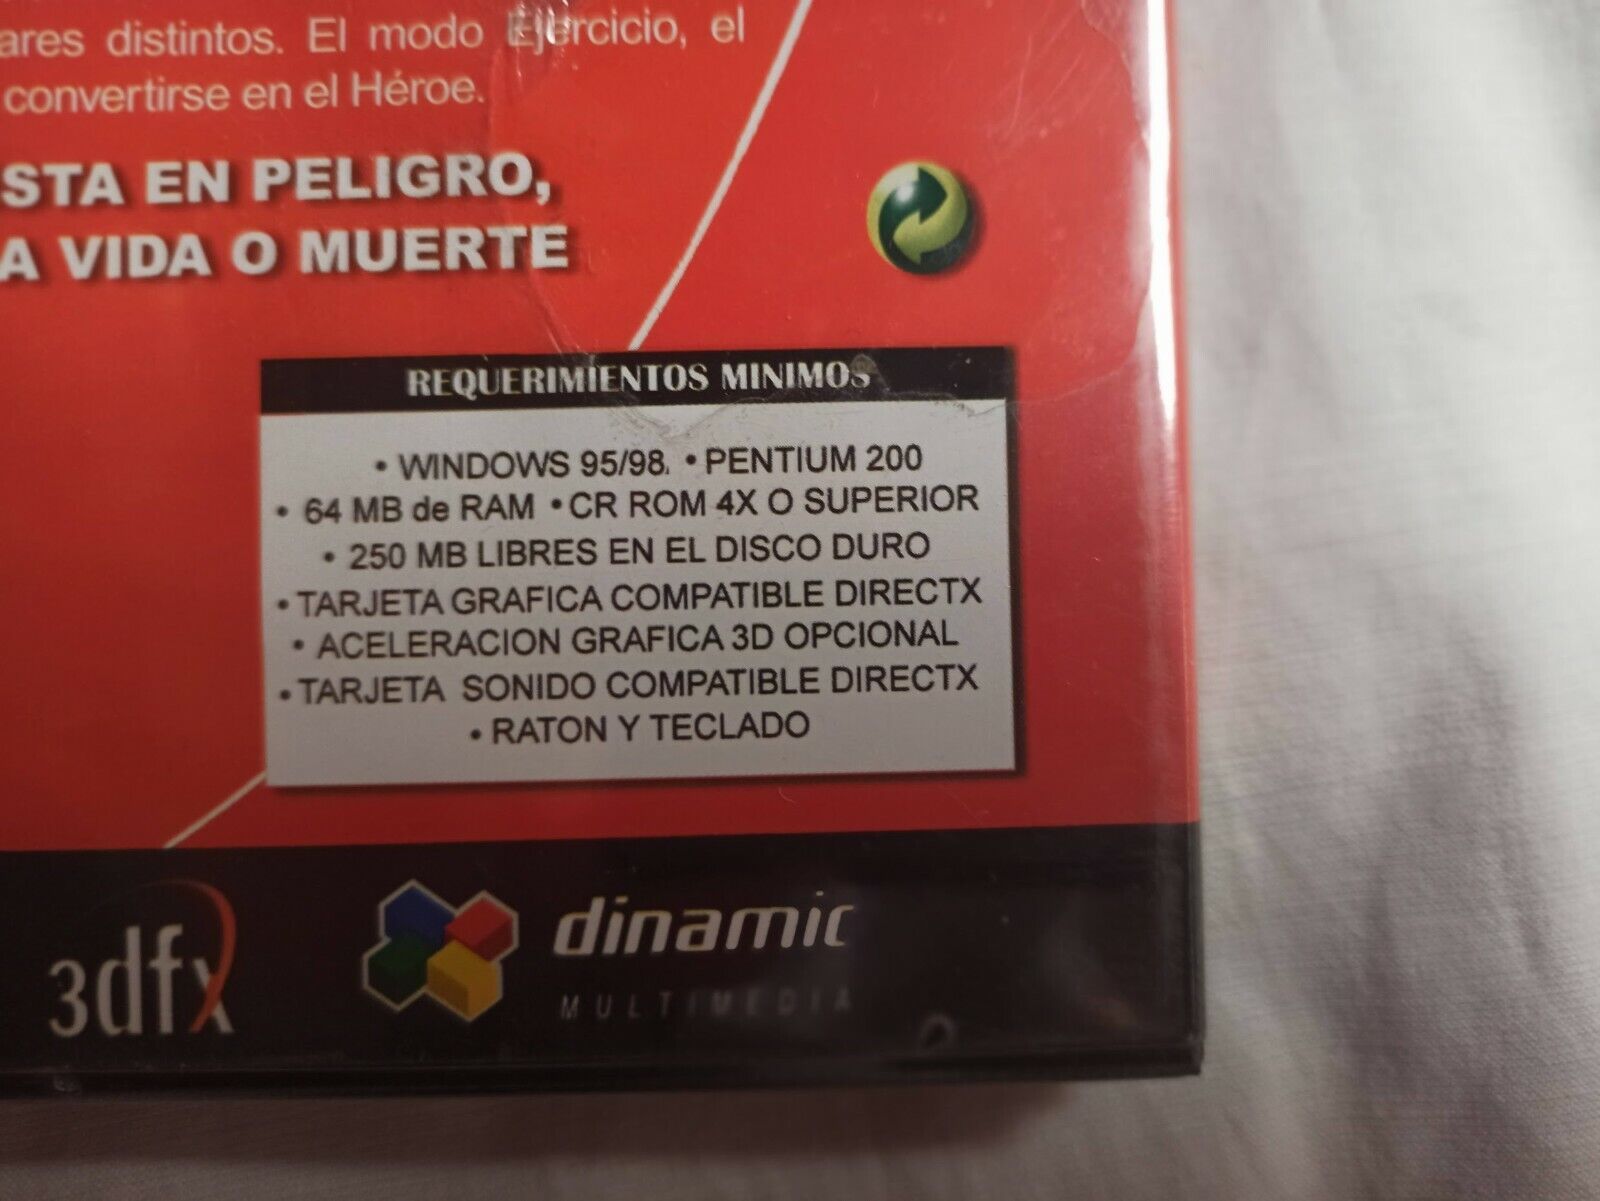 ares distintos. El modo Ejercicio, el
convertirse en el Héroe.
STA EN PELIGRO,
A VIDA O MUERTE
REQUERIMIENTOS MINIMOS
• WINDOWS 95/98. • PENTIUM 200
• 64 MB de RAM • CR ROM 4X O SUPERIOR
• 250 MB LIBRES EN EL DISCO DURO
• TARJETA GRAFICA COMPATIBLE DIRECTX
• ACELERACION GRAFICA 3D OPCIONAL
• TARJETA SONIDO COMPATIBLE DIRECTX
• RATON Y TECLADO
3dfx
dinamic
MULTIMEDIA